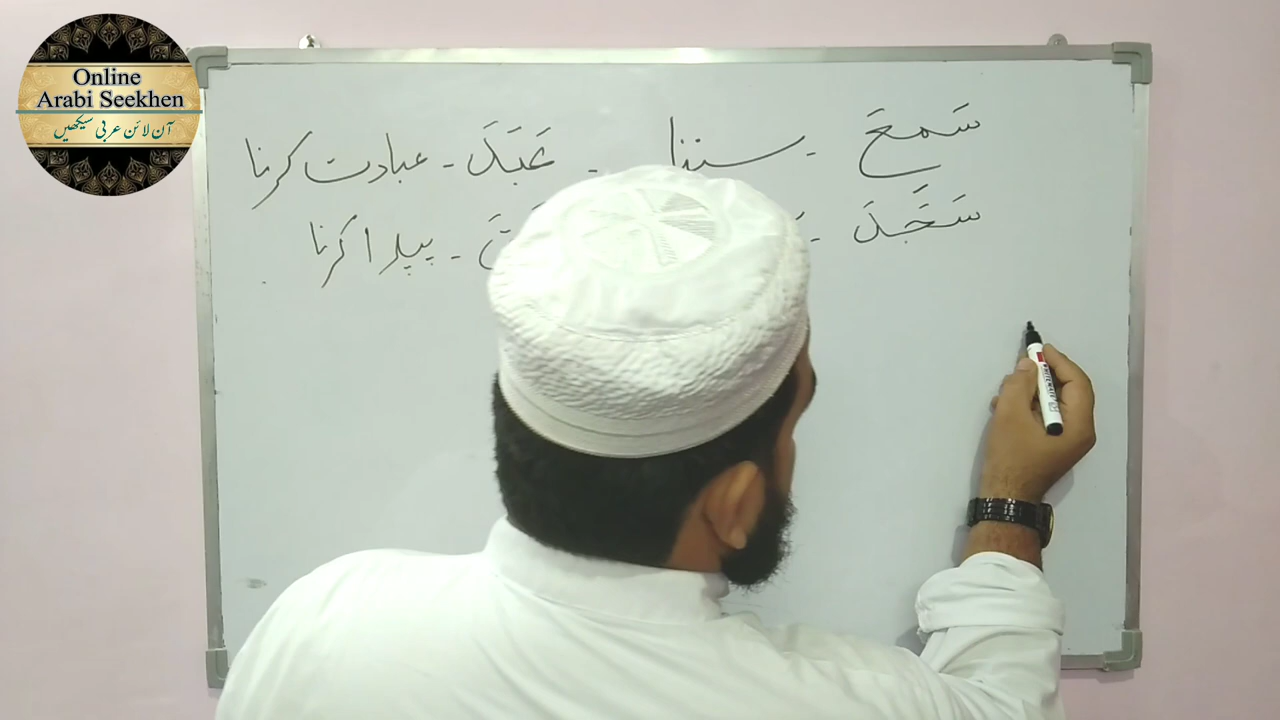 Online
Arabi Seekhen
آن لائن عربی سیکھیں
سَمِعَ - سننا - عَبَدَ - عبادت کرنا
سَجَدَ - - پیدا کرنا